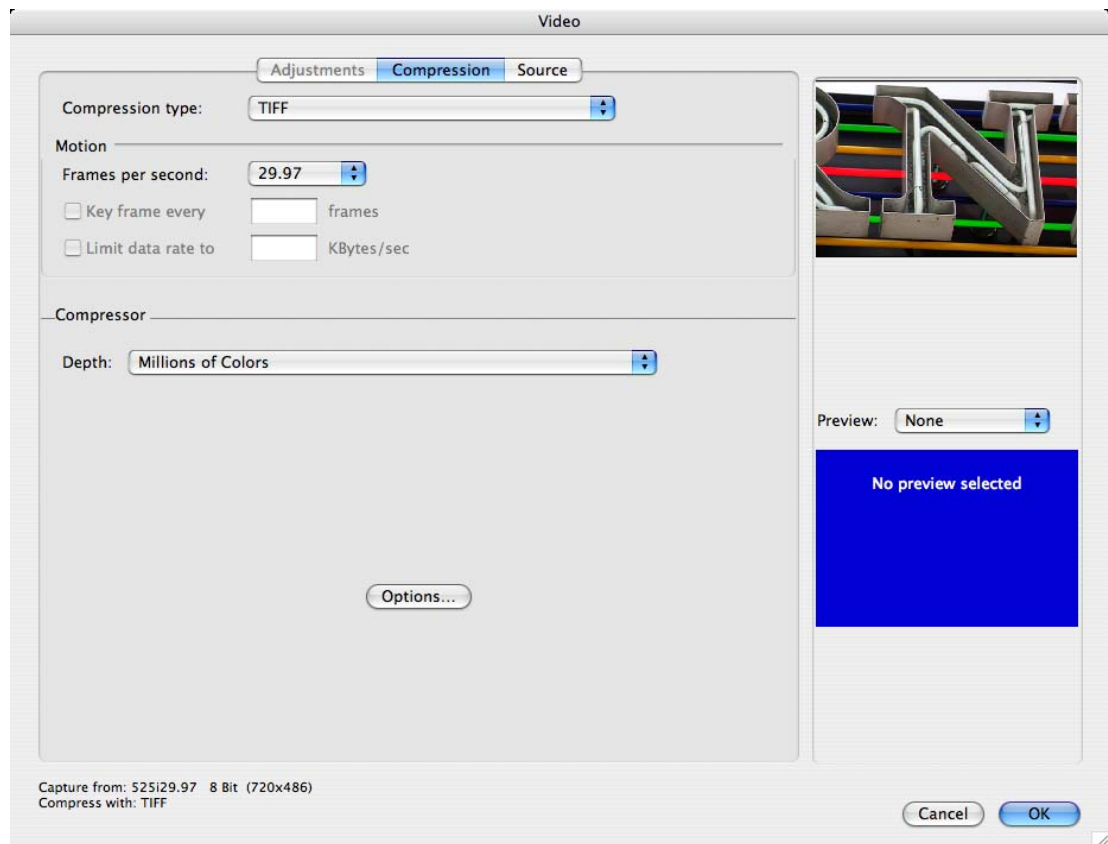 Video
Adjustments Compression Source
Compression type: TIFF
Motion
Frames per second: 29.97
Key frame every frames
Limit data rate to KBytes/sec
Compressor
Depth: Millions of Colors
Preview: None
No preview selected
Options...
Capture from: 525i29.97 8 Bit (720x486)
Compress with: TIFF
Cancel OK